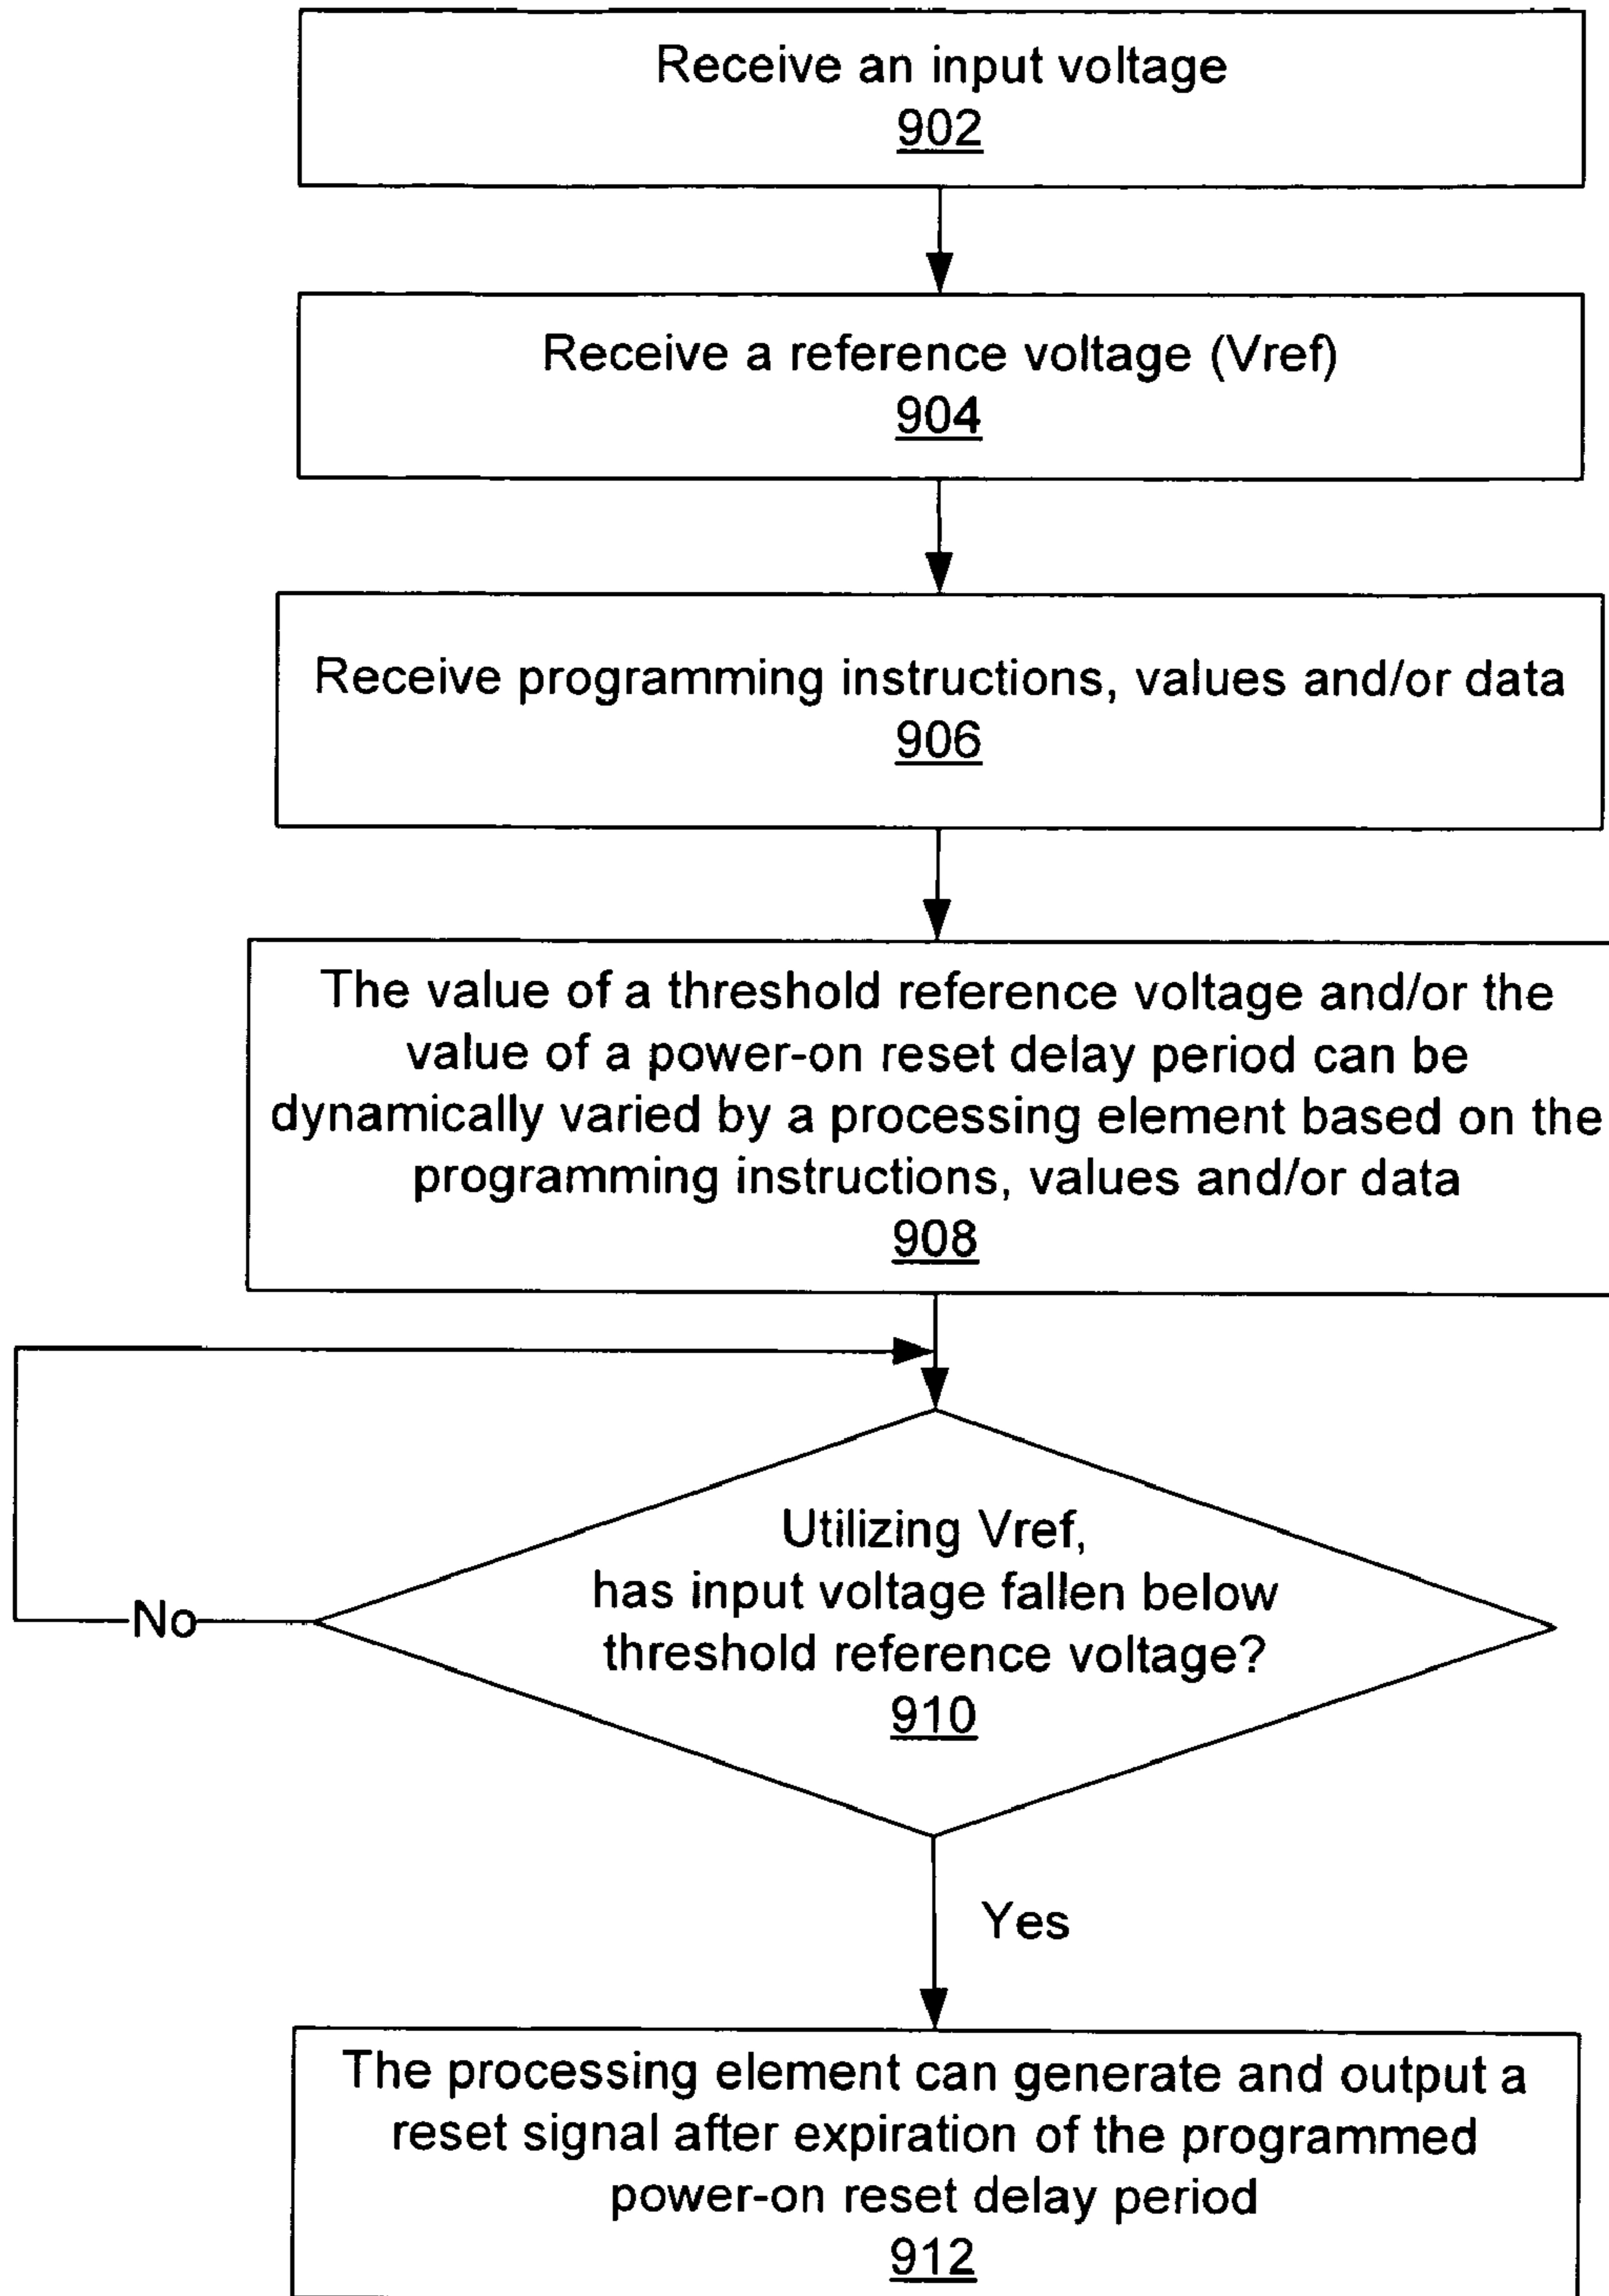 Receive an input voltage
902
Receive a reference voltage (Vref)
904
Receive programming instructions, values and/or data
906
The value of a threshold reference voltage and/or the
value of a power-on reset delay period can be
dynamically varied by a processing element based on the
programming instructions, values and/or data
908
Utilizing Vref,
has input voltage fallen below
threshold reference voltage?
910
No
Yes
The processing element can generate and output a
reset signal after expiration of the programmed
power-on reset delay period
912